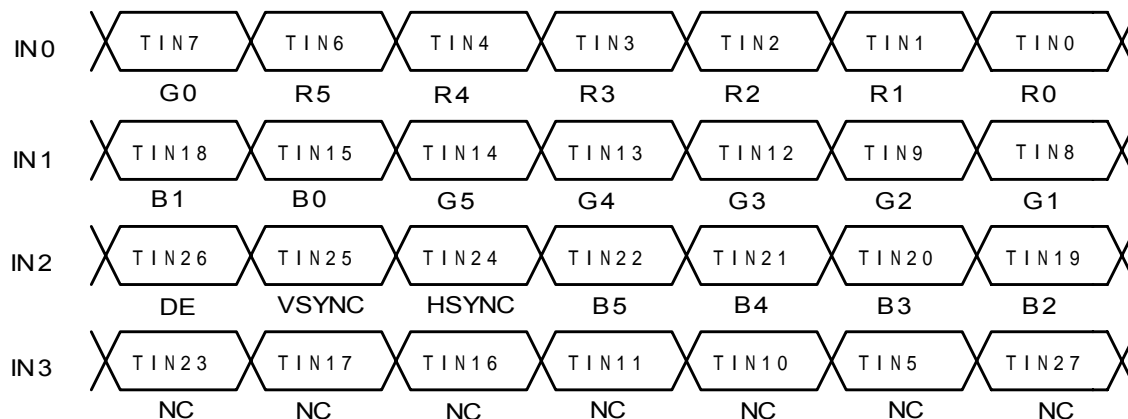 IN0 TIN7 TIN6 TIN4 TIN3 TIN2 TIN1 TIN0
G0 R5 R4 R3 R2 R1 R0
IN1 TIN18 TIN15 TIN14 TIN13 TIN12 TIN9 TIN8
B1 B0 G5 G4 G3 G2 G1
IN2 TIN26 TIN25 TIN24 TIN22 TIN21 TIN20 TIN19
DE VSYNC HSYNC B5 B4 B3 B2
IN3 TIN23 TIN17 TIN16 TIN11 TIN10 TIN5 TIN27
NC NC NC NC NC NC NC